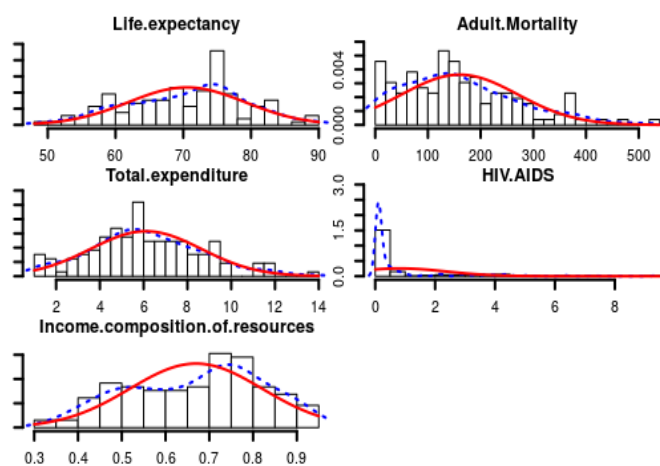 Life.expectancy
50 60 70 80 90
Adult.Mortality
0.000 0.004
0 100 200 300 400 500
Total.expenditure
2 4 6 8 10 12 14
HIV.AIDS
0.0 1.5 3.0
0 2 4 6 8
Income.composition.of.resources
0.3 0.4 0.5 0.6 0.7 0.8 0.9